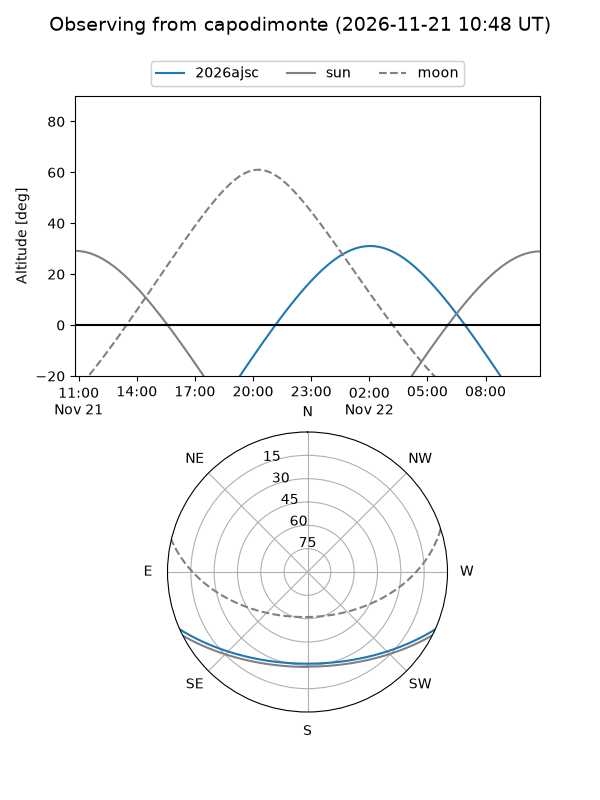 Observing from capodimonte (2026-11-21 10:48 UT)
2026ajsc sun moon
Altitude [deg]
80
60
40
20
0
−20
11:00 14:00 17:00 20:00 23:00 02:00 05:00 08:00
Nov 21 Nov 22
N
NE NW
15
30
45
60
75
E W
SE SW
S